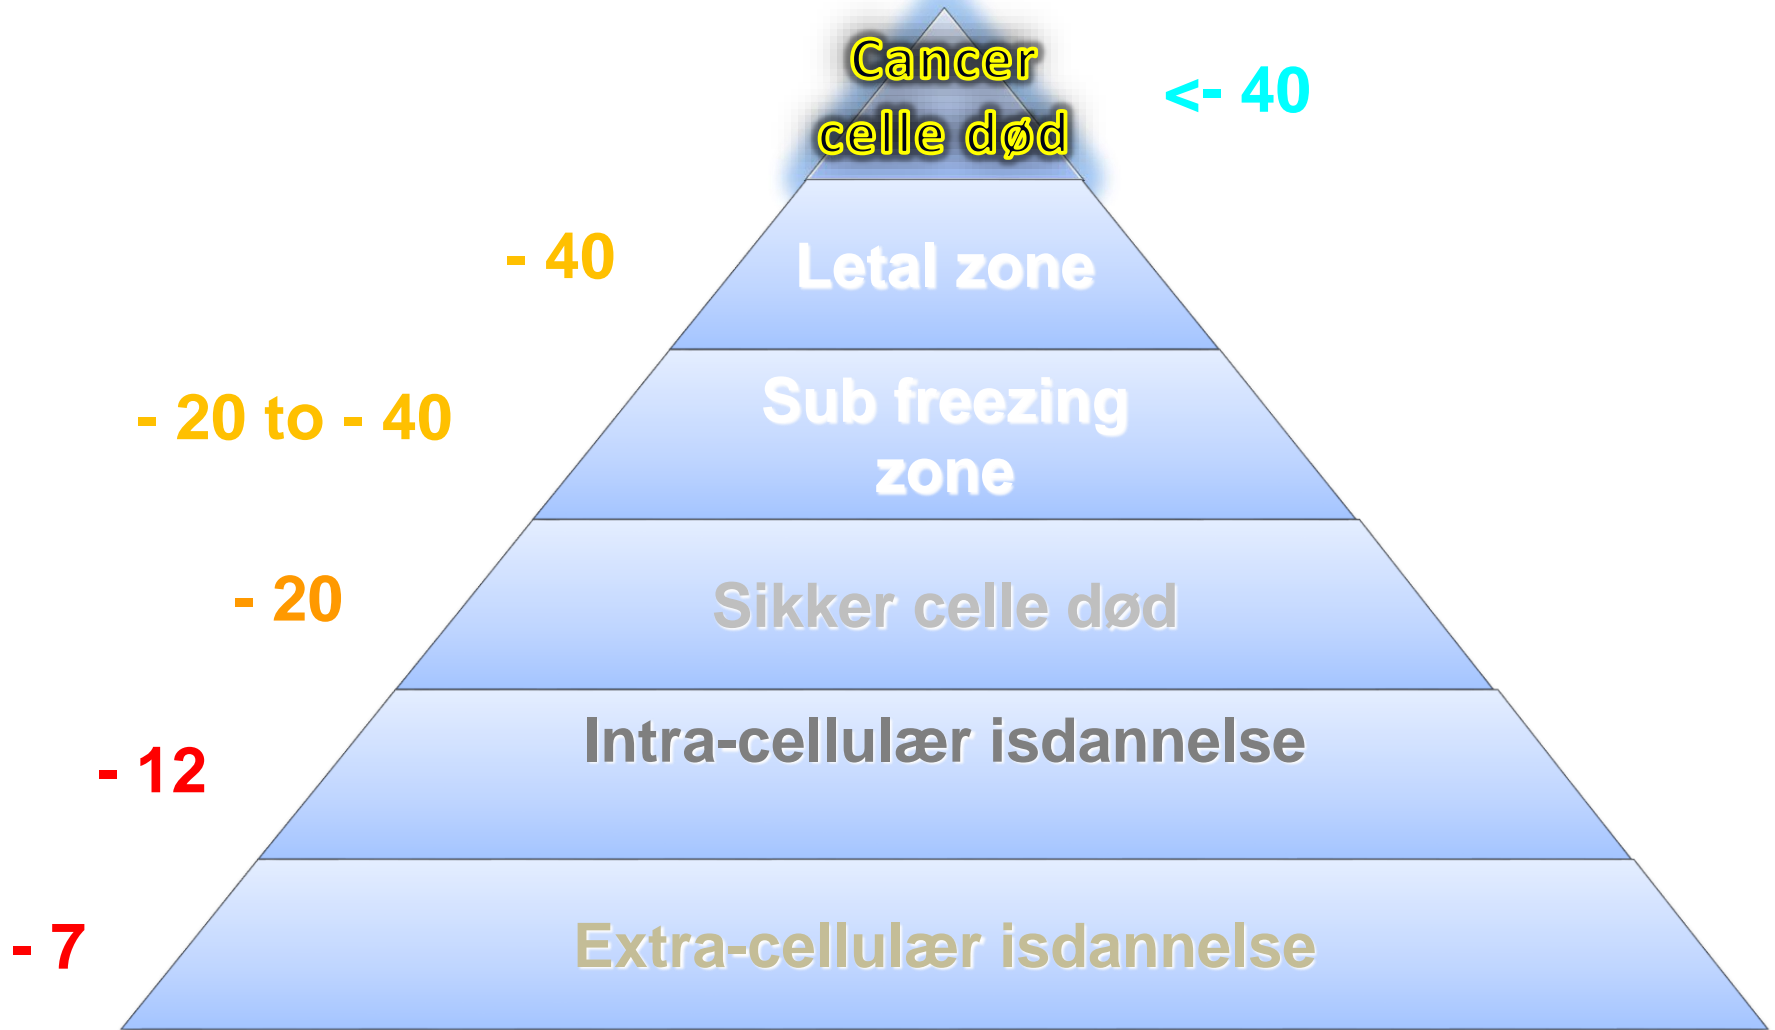 Cancer
celle død
<- 40
- 40
Letal zone
- 20 to - 40
Sub freezing
zone
- 20
Sikker celle død
- 12
Intra-cellulær isdannelse
- 7
Extra-cellulær isdannelse